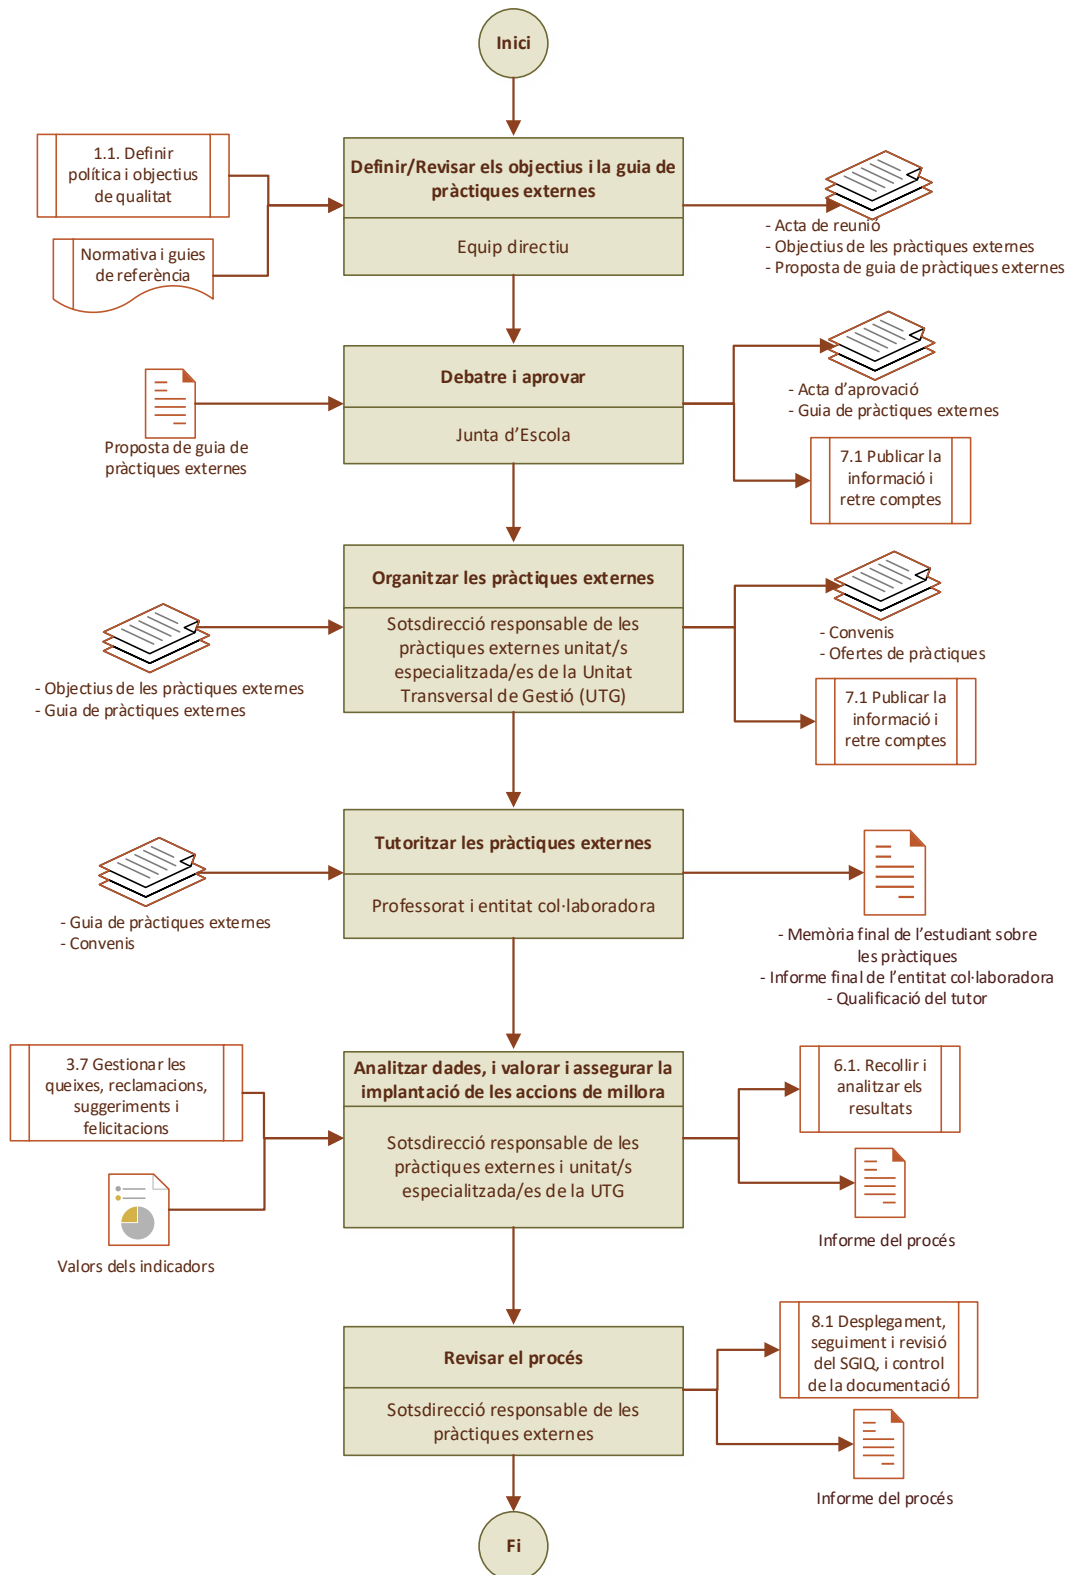 Inici
1.1. Definir
política i objectius
de qualitat
Normativa i guies
de referència
Definir/Revisar els objectius i la guia de
pràctiques externes
Equip directiu
- Acta de reunió
- Objectius de les pràctiques externes
- Proposta de guia de pràctiques externes
Proposta de guia de
pràctiques externes
Debatre i aprovar
Junta d’Escola
- Acta d’aprovació
- Guia de pràctiques externes
7.1 Publicar la
informació i
retre comptes
- Objectius de les pràctiques externes
- Guia de pràctiques externes
Organitzar les pràctiques externes
Sotsdirecció responsable de les
pràctiques externes unitat/s
especialitzada/es de la Unitat
Transversal de Gestió (UTG)
- Convenis
- Ofertes de pràctiques
7.1 Publicar la
informació i
retre comptes
- Guia de pràctiques externes
- Convenis
Tutoritzar les pràctiques externes
Professorat i entitat col·laboradora
- Memòria final de l’estudiant sobre
les pràctiques
- Informe final de l’entitat col·laboradora
- Qualificació del tutor
3.7 Gestionar les
queixes, reclamacions,
suggeriments i
felicitacions
Valors dels indicadors
Analitzar dades, i valorar i assegurar la
implantació de les accions de millora
Sotsdirecció responsable de les
pràctiques externes i unitat/s
especialitzada/es de la UTG
6.1. Recollir i
analitzar els
resultats
Informe del procés
Revisar el procés
Sotsdirecció responsable de les
pràctiques externes
8.1 Desplegament,
seguiment i revisió
del SGIQ, i control
de la documentació
Informe del procés
Fi